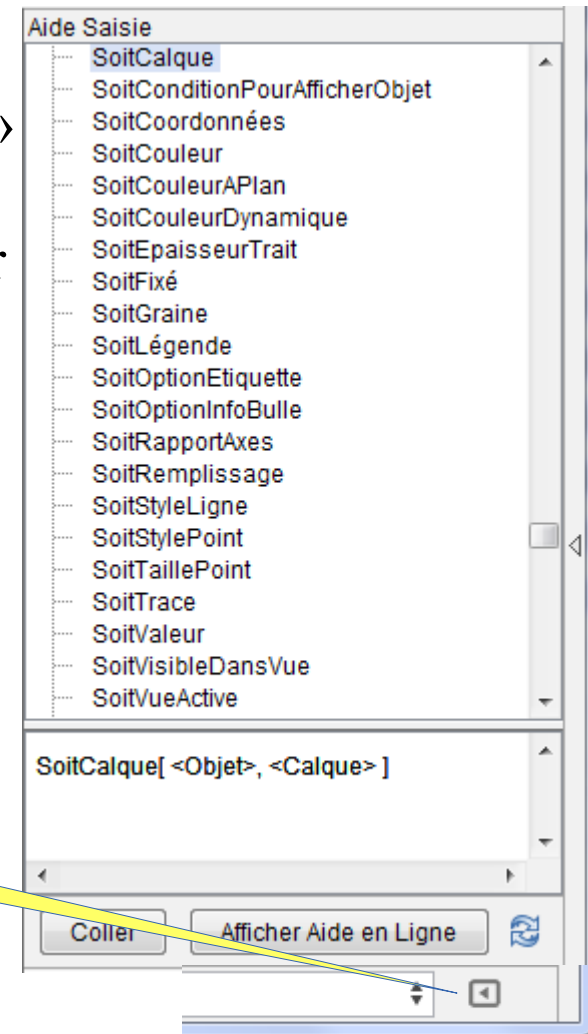 Aide Saisie
SoitCalque
SoitConditionPourAfficherObjet
SoitCoordonnées
SoitCouleur
SoitCouleurAPlan
SoitCouleurDynamique
SoitEpaisseurTrait
SoitFixé
SoitGraine
SoitLégende
SoitOptionEtiquette
SoitOptionInfoBulle
SoitRapportAxes
SoitRemplissage
SoitStyleLigne
SoitStylePoint
SoitTaillePoint
SoitTrace
SoitValeur
SoitVisibleDansVue
SoitVueActive
SoitCalque[ <Objet>, <Calque> ]
Coller Afficher Aide en Ligne